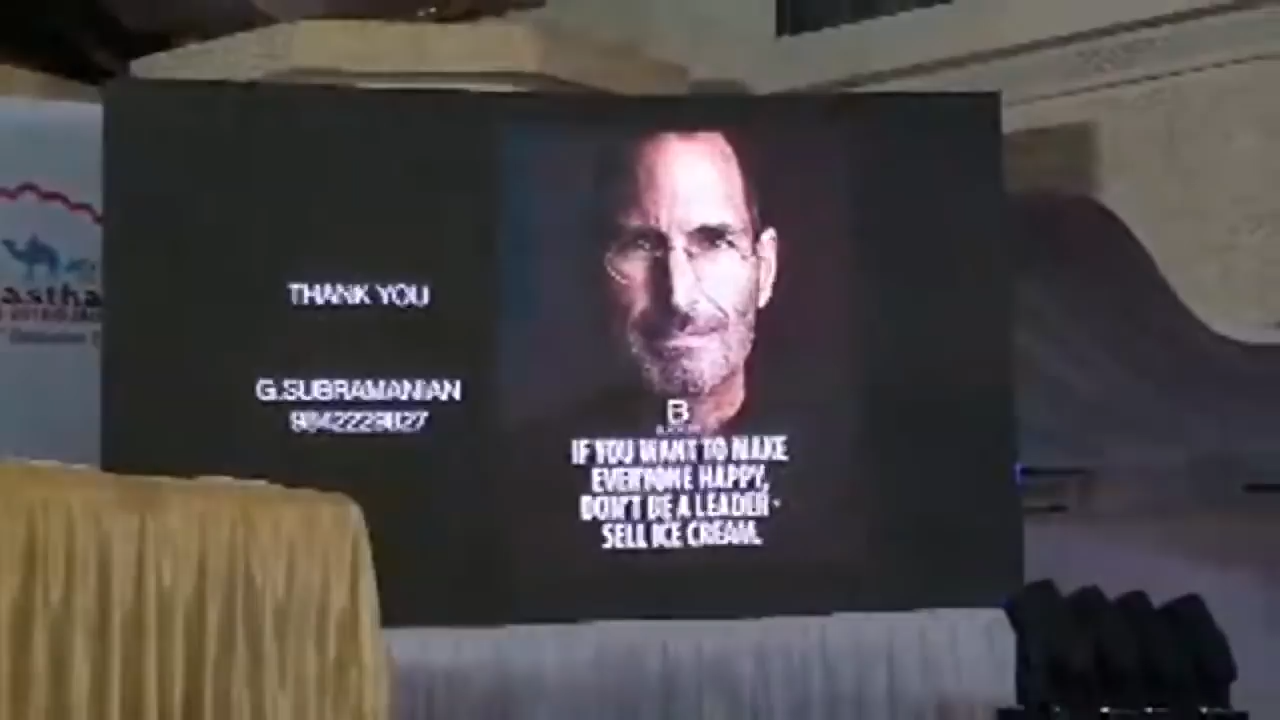 THANK YOU
G.SUBRAMANIAN
B
IF YOU WANT TO MAKE
EVERYONE HAPPY,
DON'T BE A LEADER -
SELL ICE CREAM.